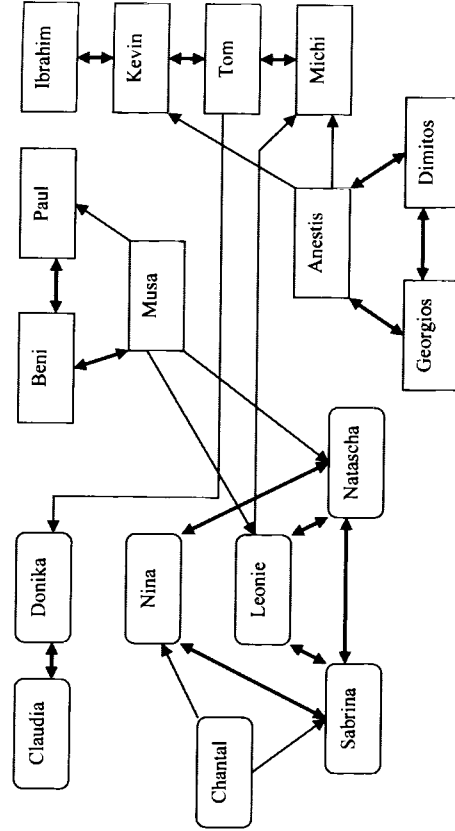 Claudia
Donika
Beni
Paul
Ibrahim
Nina
Musa
Kevin
Chantal
Leonie
Tom
Sabrina
Natascha
Anestis
Michi
Georgios
Dimitos